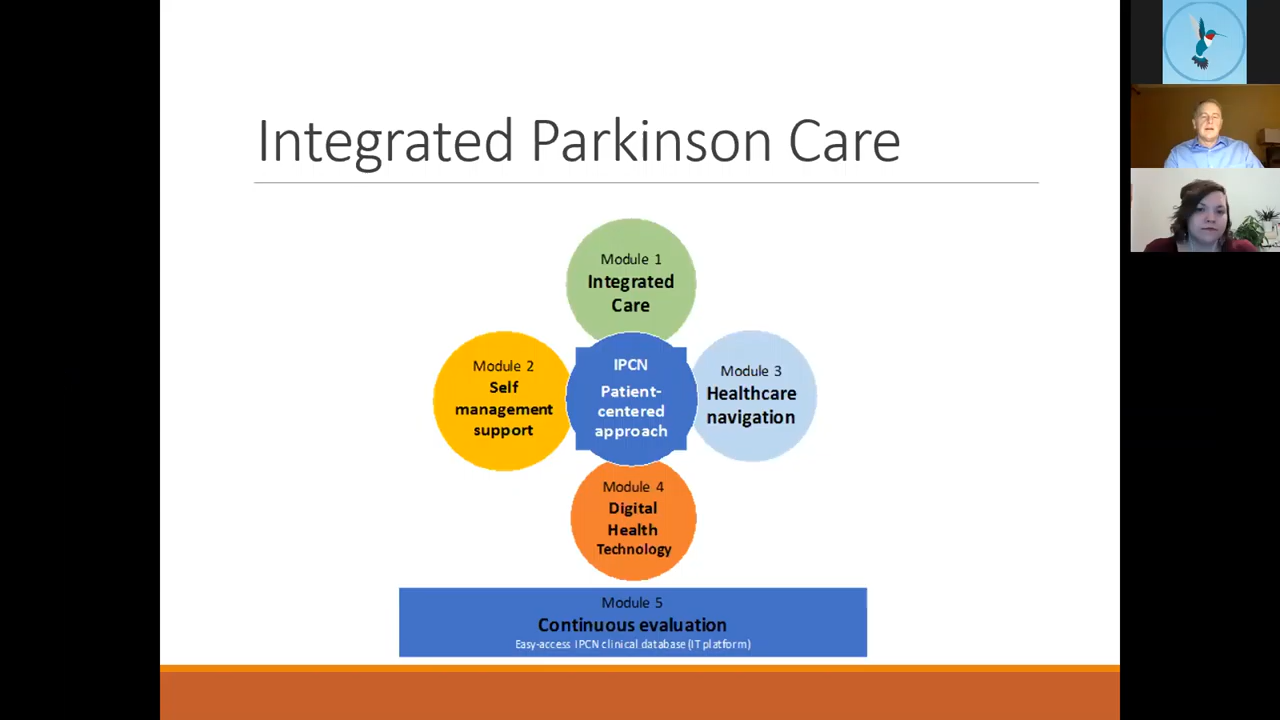 Integrated Parkinson Care
Module 1
Integrated
Care
Module 2
Self
management
support
IPCN
Patient-
centered
approach
Module 3
Healthcare
navigation
Module 4
Digital
Health
Technology
Module 5
Continuous evaluation
Easy-access IPCN clinical database (IT platform)